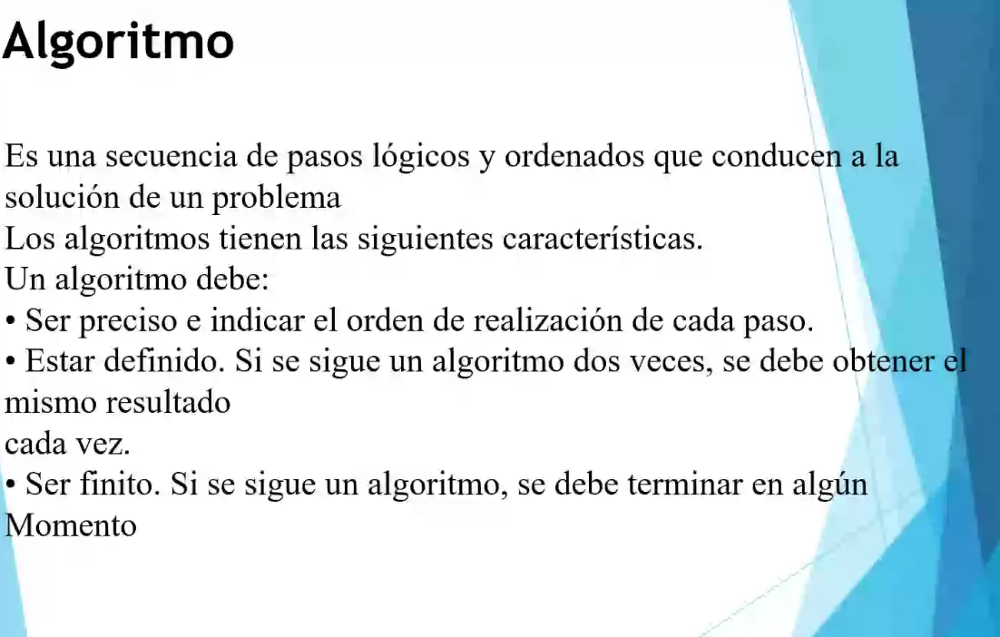 Algoritmo
Es una secuencia de pasos lógicos y ordenados que conducen a la
solución de un problema
Los algoritmos tienen las siguientes características.
Un algoritmo debe:
• Ser preciso e indicar el orden de realización de cada paso.
• Estar definido. Si se sigue un algoritmo dos veces, se debe obtener el
mismo resultado
cada vez.
• Ser finito. Si se sigue un algoritmo, se debe terminar en algún
Momento